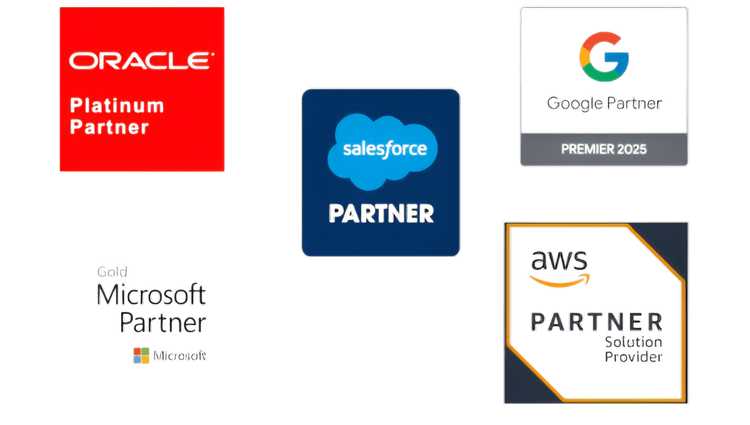 ORACLE
Platinum
Partner
salesforce
PARTNER
Google Partner
PREMIER 2025
Gold
Microsoft
Partner
Microsoft
aws
PARTNER
Solution
Provider